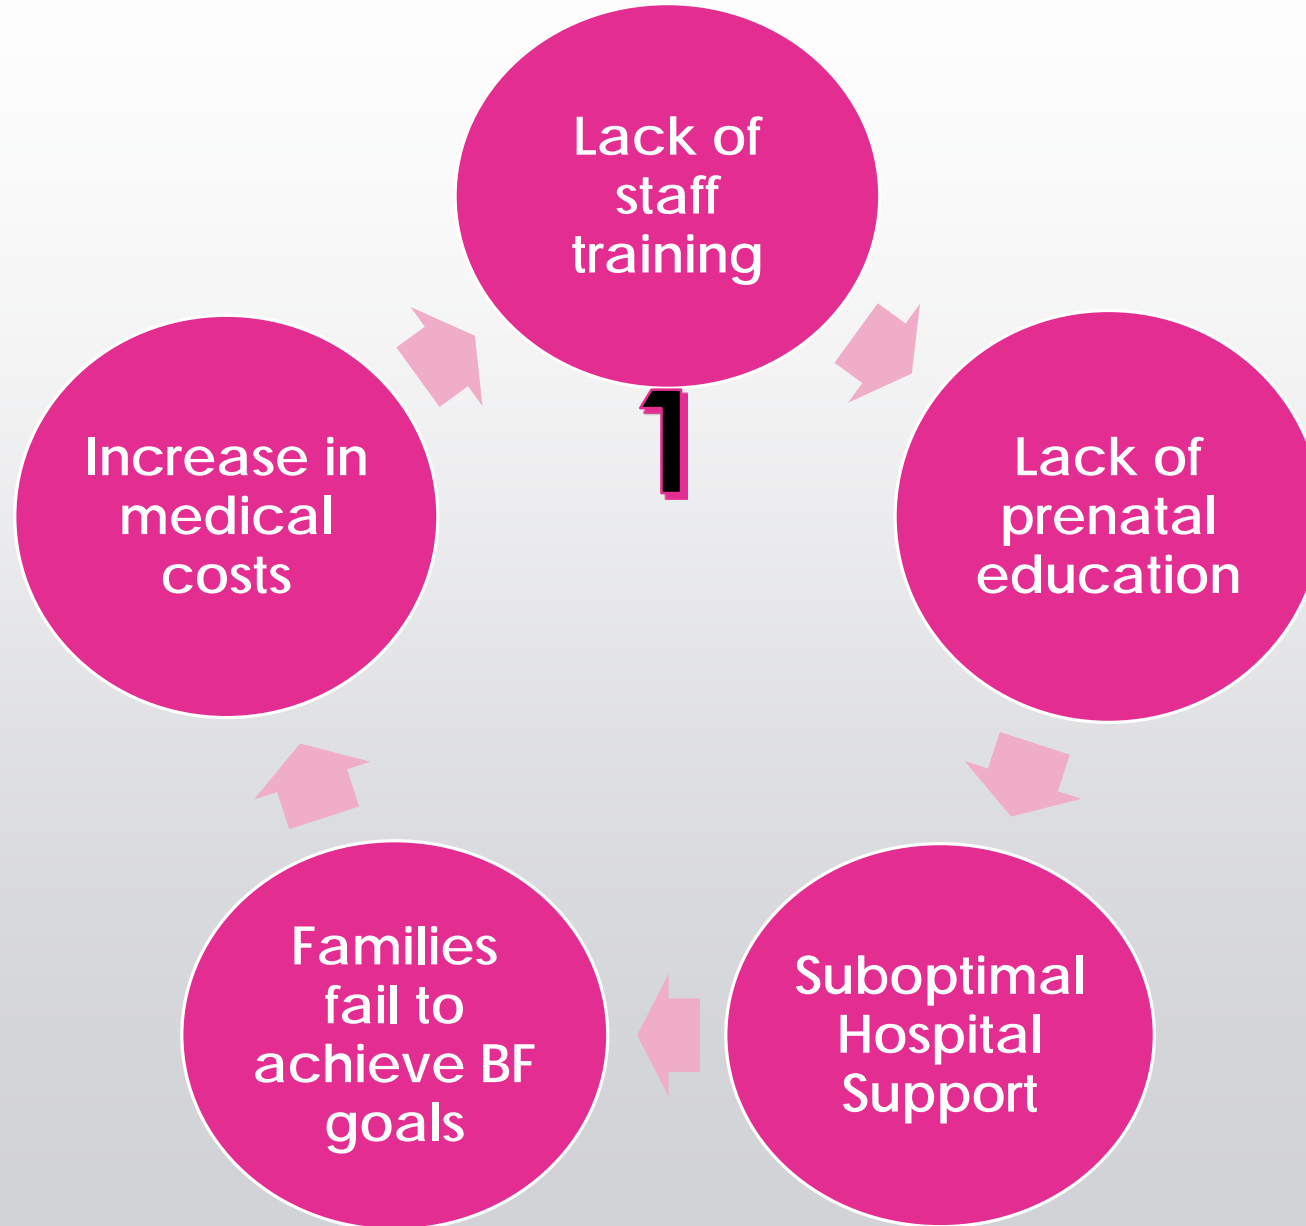 Lack of
staff
training
1
Lack of
prenatal
education
Suboptimal
Hospital
Support
Families
fail to
achieve BF
goals
Increase in
medical
costs